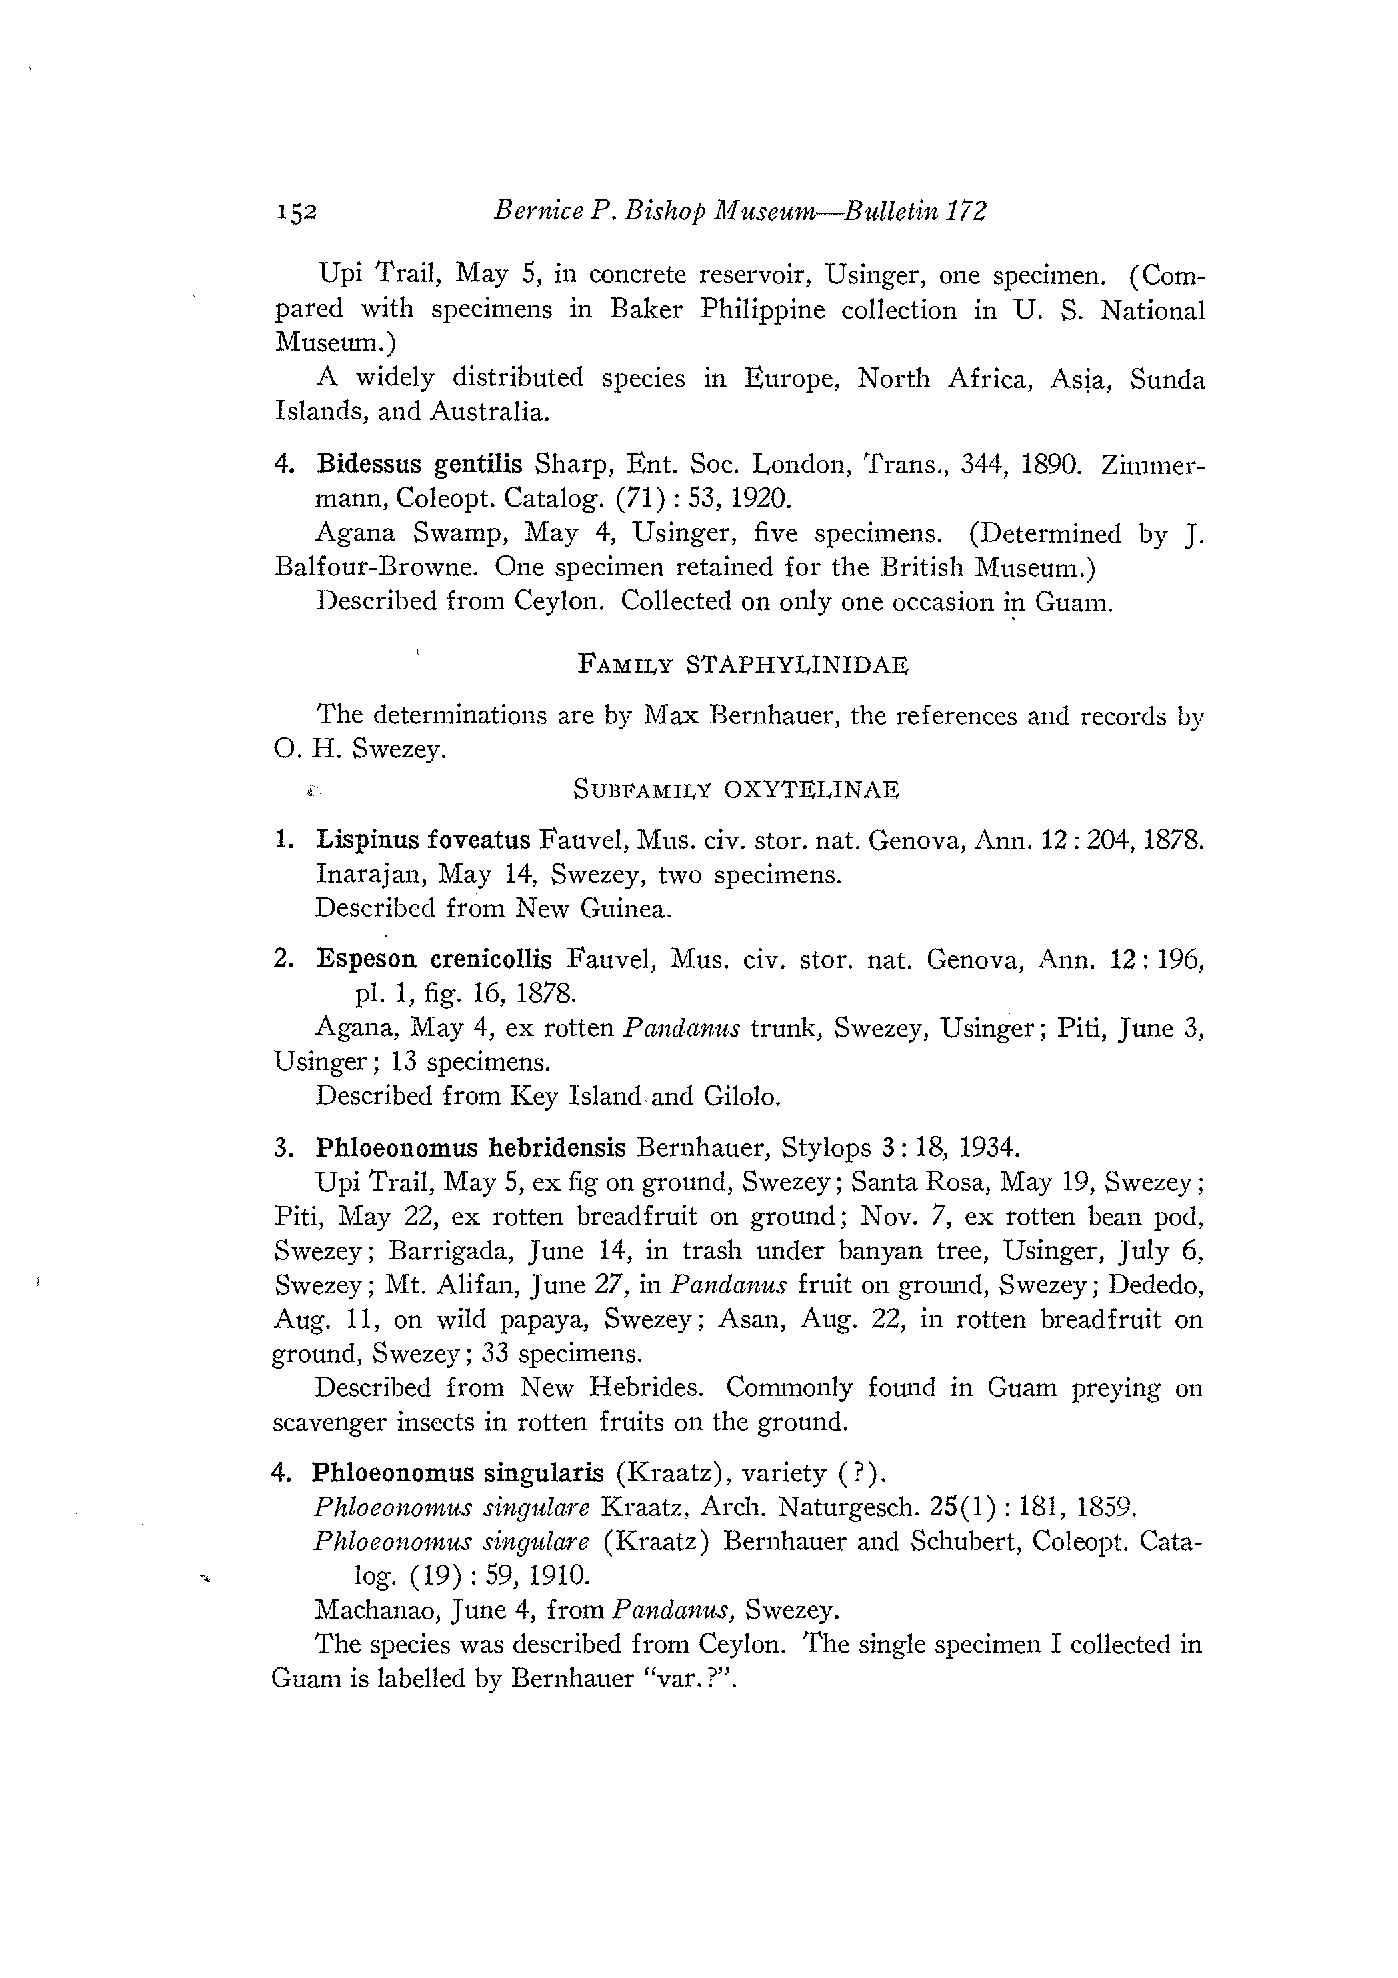 152 Bernice P. Bishop Museum—Bulletin 172
Upi Trail, May 5, in concrete reservoir, Usinger, one specimen. (Com-
pared with specimens in Baker Philippine collection in U. S. National
Museum.)
A widely distributed species in Europe, North Africa, Asia, Sunda
Islands, and Australia.
4. Bidessus gentilis Sharp, Ent. Soc. London, Trans., 344, 1890. Zimmer-
mann, Coleopt. Catalog. (71) : 53, 1920.
Agana Swamp, May 4, Usinger, five specimens. (Determined by J.
Balfour-Browne. One specimen retained for the British Museum.)
Described from Ceylon. Collected on only one occasion in Guam.
FAMILY STAPHYLINIDAE
The determinations are by Max Bernhauer, the references and records by
O. H. Swezey.
SUBFAMILY OXYTELINAE
1. Lispinus foveatus Fauvel, Mus. civ. stor. nat. Genova, Ann. 12 : 204, 1878.
Inarajan, May 14, Swezey, two specimens.
Described from New Guinea.
2. Espeson crenicollis Fauvel, Mus. civ. stor. nat. Genova, Ann. 12 : 196,
pl. 1, fig. 16, 1878.
Agana, May 4, ex rotten Pandanus trunk, Swezey, Usinger; Piti, June 3,
Usinger; 13 specimens.
Described from Key Island and Gilolo.
3. Phloeonomus hebridensis Bernhauer, Stylops 3 : 18, 1934.
Upi Trail, May 5, ex fig on ground, Swezey; Santa Rosa, May 19, Swezey;
Piti, May 22, ex rotten breadfruit on ground; Nov. 7, ex rotten bean pod,
Swezey; Barrigada, June 14, in trash under banyan tree, Usinger, July 6,
Swezey; Mt. Alifan, June 27, in Pandanus fruit on ground, Swezey; Dededo,
Aug. 11, on wild papaya, Swezey; Asan, Aug. 22, in rotten breadfruit on
ground, Swezey; 33 specimens.
Described from New Hebrides. Commonly found in Guam preying on
scavenger insects in rotten fruits on the ground.
4. Phloeonomus singularis (Kraatz), variety (?).
Phloeonomus singulare Kraatz, Arch. Naturgesch. 25(1) : 181, 1859.
Phloeonomus singulare (Kraatz) Bernhauer and Schubert, Coleopt. Cata-
log. (19) : 59, 1910.
Machanao, June 4, from Pandanus, Swezey.
The species was described from Ceylon. The single specimen I collected in
Guam is labelled by Bernhauer "var. ?".